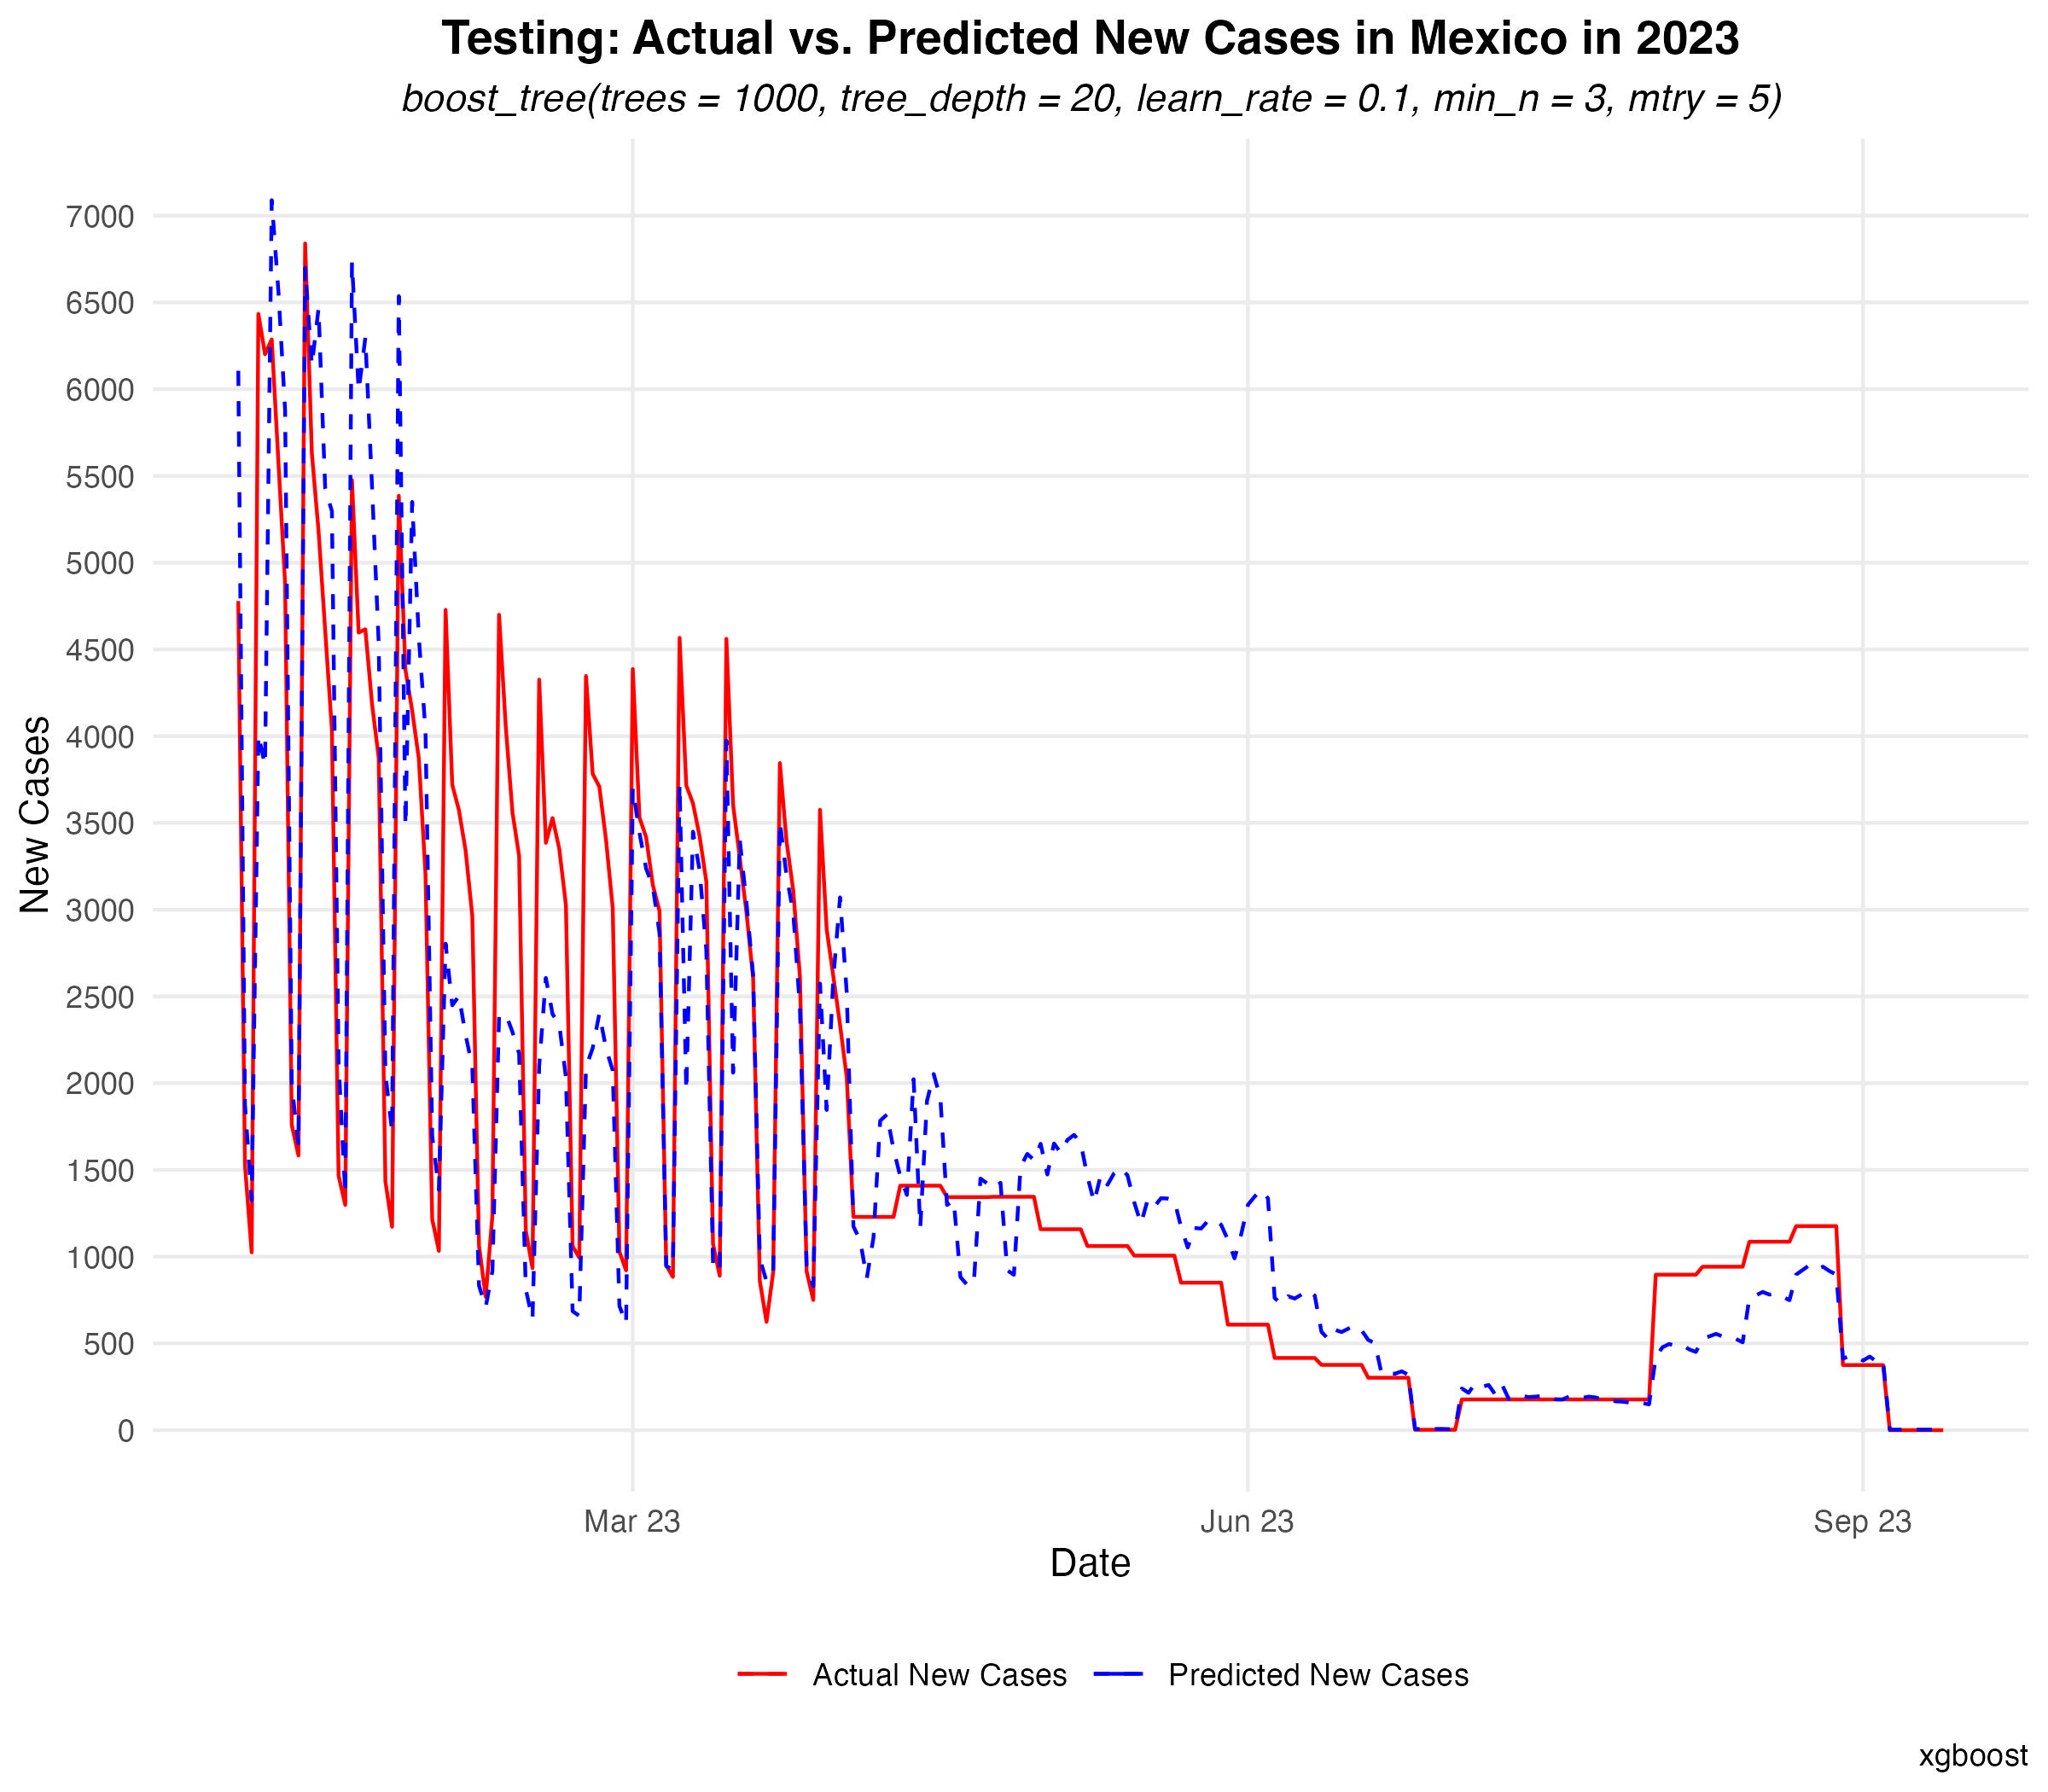 Testing: Actual vs. Predicted New Cases in Mexico in 2023
boost_tree(trees = 1000, tree_depth = 20, learn_rate = 0.1, min_n = 3, mtry = 5)
New Cases
7000
6500
6000
5500
5000
4500
4000
3500
3000
2500
2000
1500
1000
500
0
Mar 23
Jun 23
Sep 23
Date
Actual New Cases
Predicted New Cases
xgboost